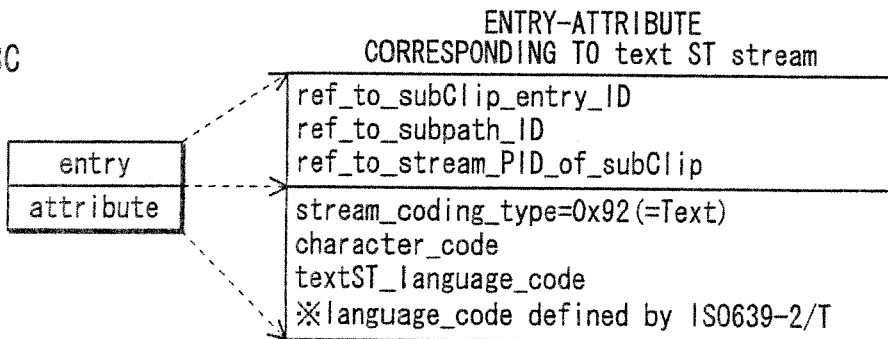 ENTRY-ATTRIBUTE
CORRESPONDING TO text ST stream
ref_to_subClip_entry_ID
ref_to_subpath_ID
ref_to_stream_PID_of_subClip
entry
attribute
stream_coding_type=0x92(=Text)
character_code
textST_language_code
※language_code defined by ISO639-2/T